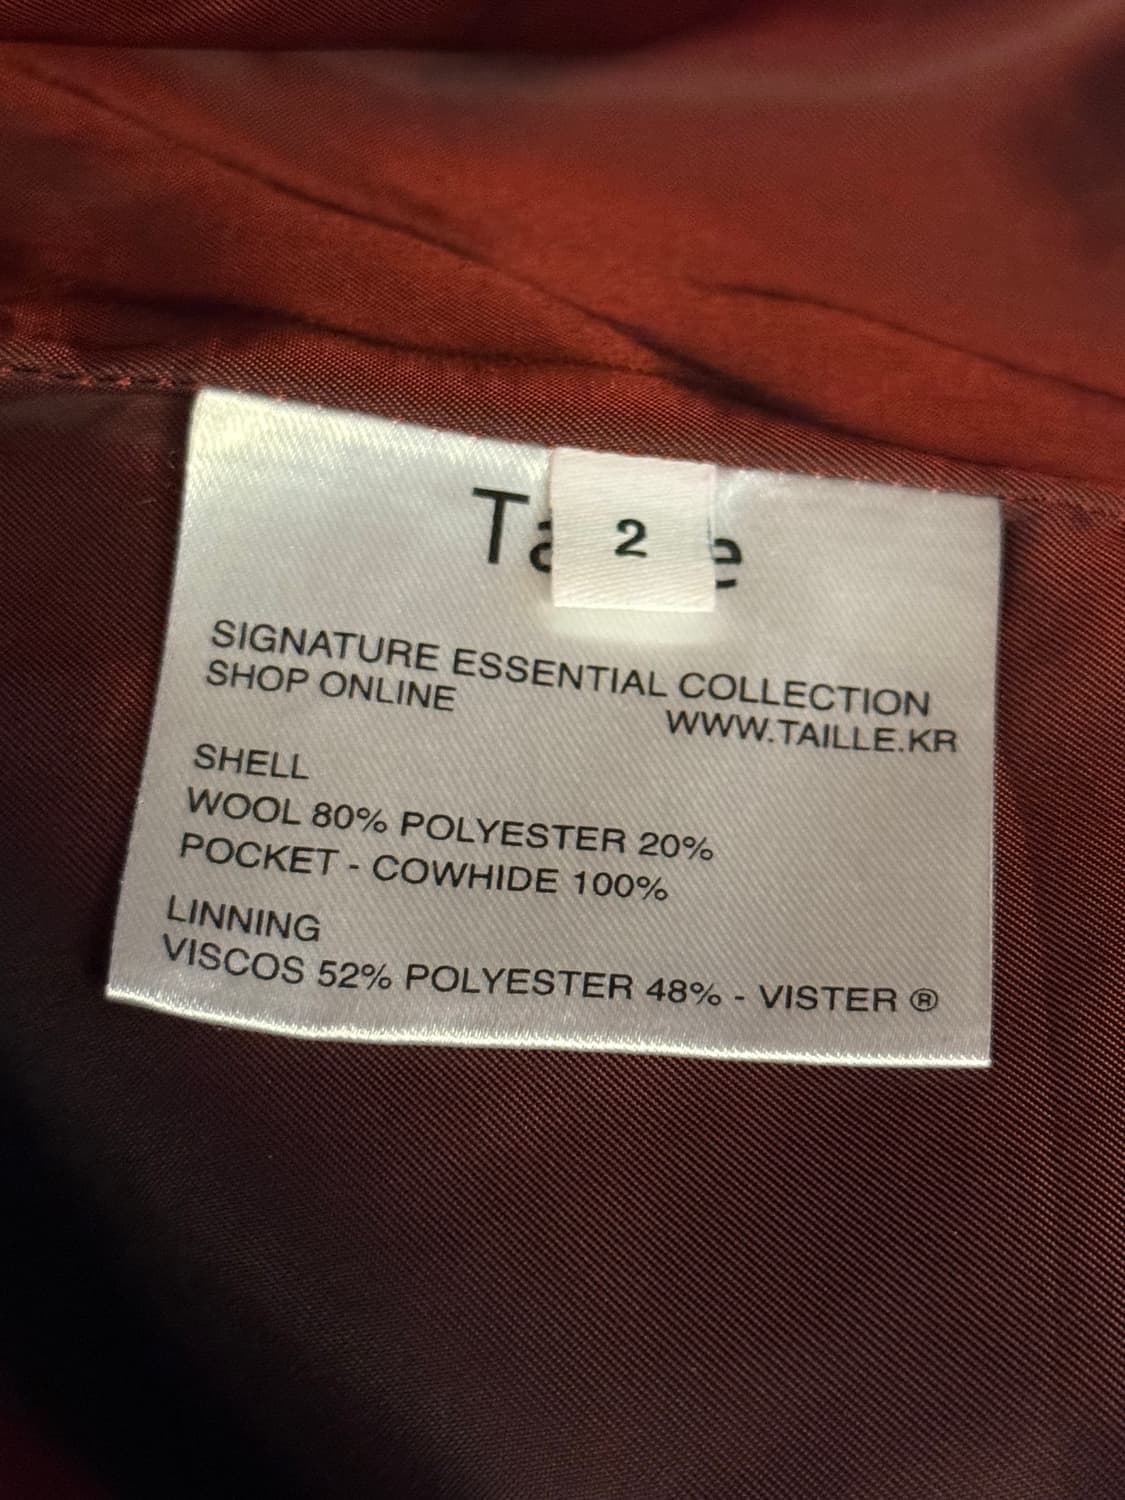 Ta 2 e
SIGNATURE ESSENTIAL COLLECTION
SHOP ONLINE WWW.TAILLE.KR
SHELL
WOOL 80% POLYESTER 20%
POCKET - COWHIDE 100%
LINNING
VISCOS 52% POLYESTER 48% - VISTER ®